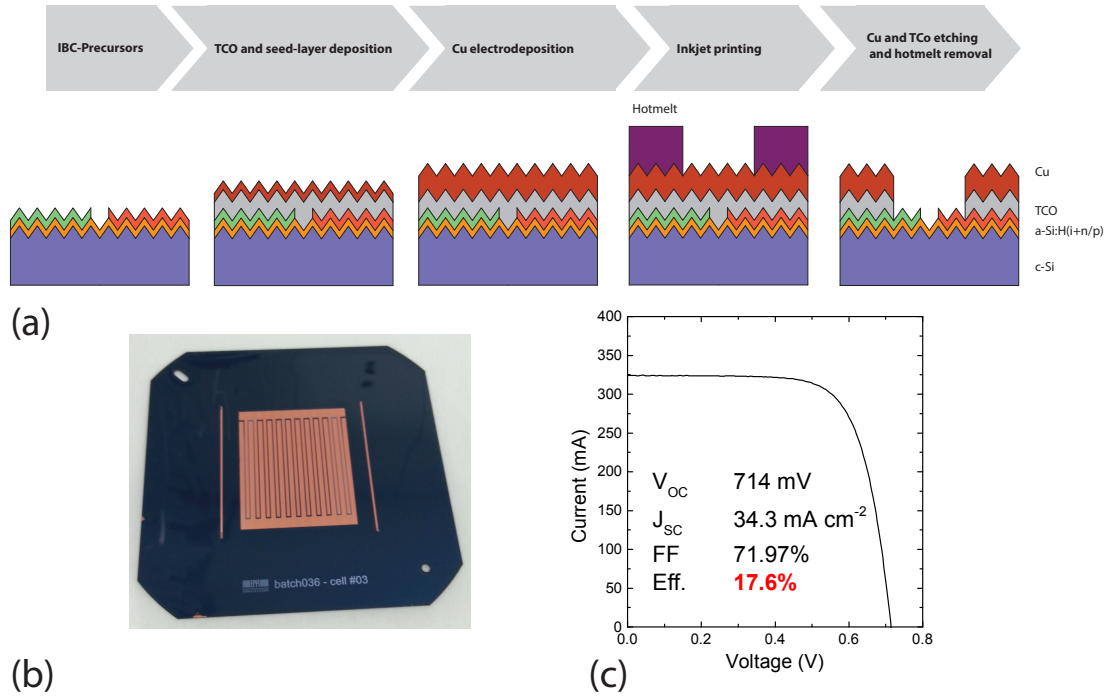 IBC-Precursors
TCO and seed-layer deposition
Cu electrodeposition
Inkjet printing
Cu and TCo etching
and hotmelt removal
Hotmelt
Cu
TCO
a-Si:H(i+n/p)
c-Si
(a)
batch036 - cell #03
(b)
400
350
300
250
200
150
100
50
0
Current (mA)
V_OC 714 mV
J_SC 34.3 mA cm⁻²
FF 71.97%
Eff. 17.6%
0.0 0.2 0.4 0.6 0.8
Voltage (V)
(c)